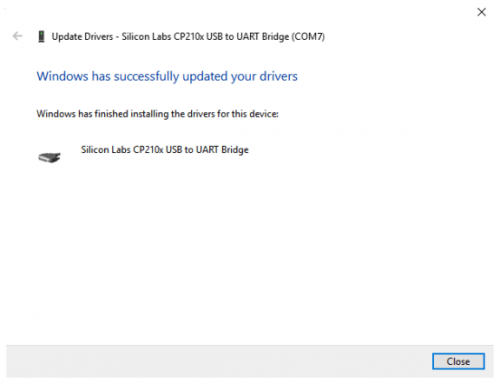 Update Drivers - Silicon Labs CP210x USB to UART Bridge (COM7)
Windows has successfully updated your drivers
Windows has finished installing the drivers for this device:
Silicon Labs CP210x USB to UART Bridge
Close